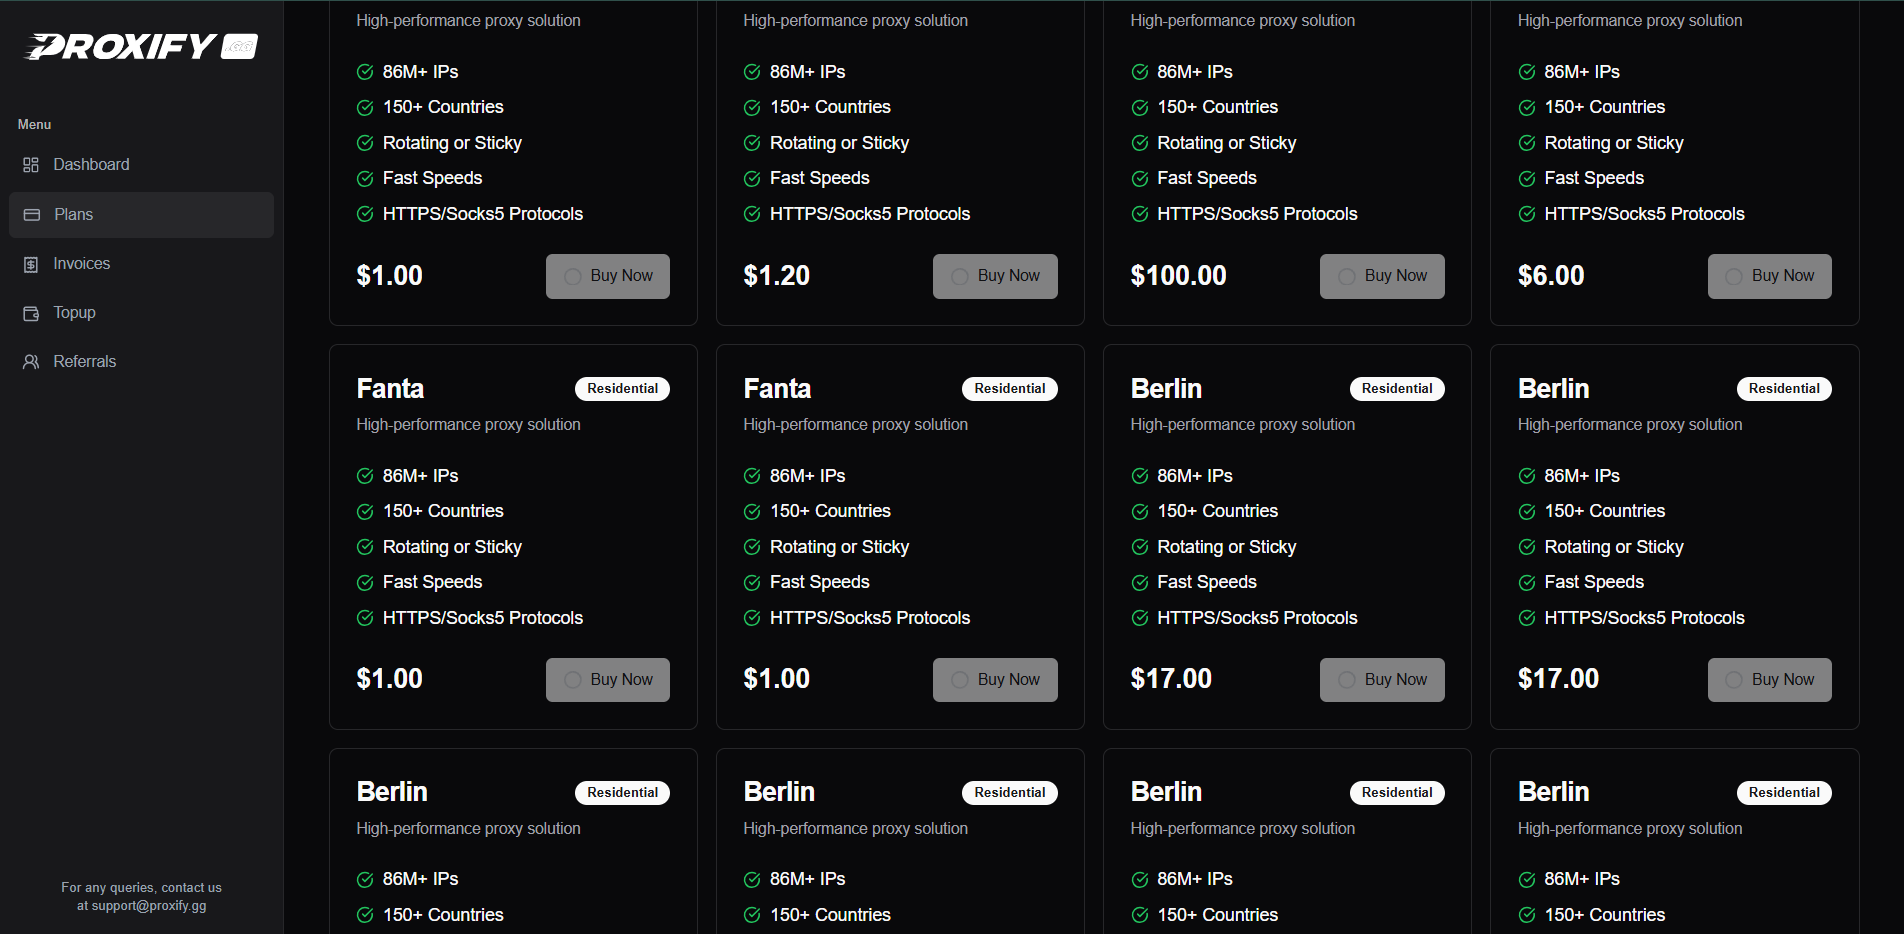 PROXIFY .GG
Menu
Dashboard
Plans
Invoices
Topup
Referrals
For any queries, contact us
at support@proxify.gg
High-performance proxy solution
86M+ IPs
150+ Countries
Rotating or Sticky
Fast Speeds
HTTPS/Socks5 Protocols
$1.00
Buy Now
High-performance proxy solution
86M+ IPs
150+ Countries
Rotating or Sticky
Fast Speeds
HTTPS/Socks5 Protocols
$1.20
Buy Now
High-performance proxy solution
86M+ IPs
150+ Countries
Rotating or Sticky
Fast Speeds
HTTPS/Socks5 Protocols
$100.00
Buy Now
High-performance proxy solution
86M+ IPs
150+ Countries
Rotating or Sticky
Fast Speeds
HTTPS/Socks5 Protocols
$6.00
Buy Now
Fanta
Residential
High-performance proxy solution
86M+ IPs
150+ Countries
Rotating or Sticky
Fast Speeds
HTTPS/Socks5 Protocols
$1.00
Buy Now
Fanta
Residential
High-performance proxy solution
86M+ IPs
150+ Countries
Rotating or Sticky
Fast Speeds
HTTPS/Socks5 Protocols
$1.00
Buy Now
Berlin
Residential
High-performance proxy solution
86M+ IPs
150+ Countries
Rotating or Sticky
Fast Speeds
HTTPS/Socks5 Protocols
$17.00
Buy Now
Berlin
Residential
High-performance proxy solution
86M+ IPs
150+ Countries
Rotating or Sticky
Fast Speeds
HTTPS/Socks5 Protocols
$17.00
Buy Now
Berlin
Residential
High-performance proxy solution
86M+ IPs
150+ Countries
Berlin
Residential
High-performance proxy solution
86M+ IPs
150+ Countries
Berlin
Residential
High-performance proxy solution
86M+ IPs
150+ Countries
Berlin
Residential
High-performance proxy solution
86M+ IPs
150+ Countries